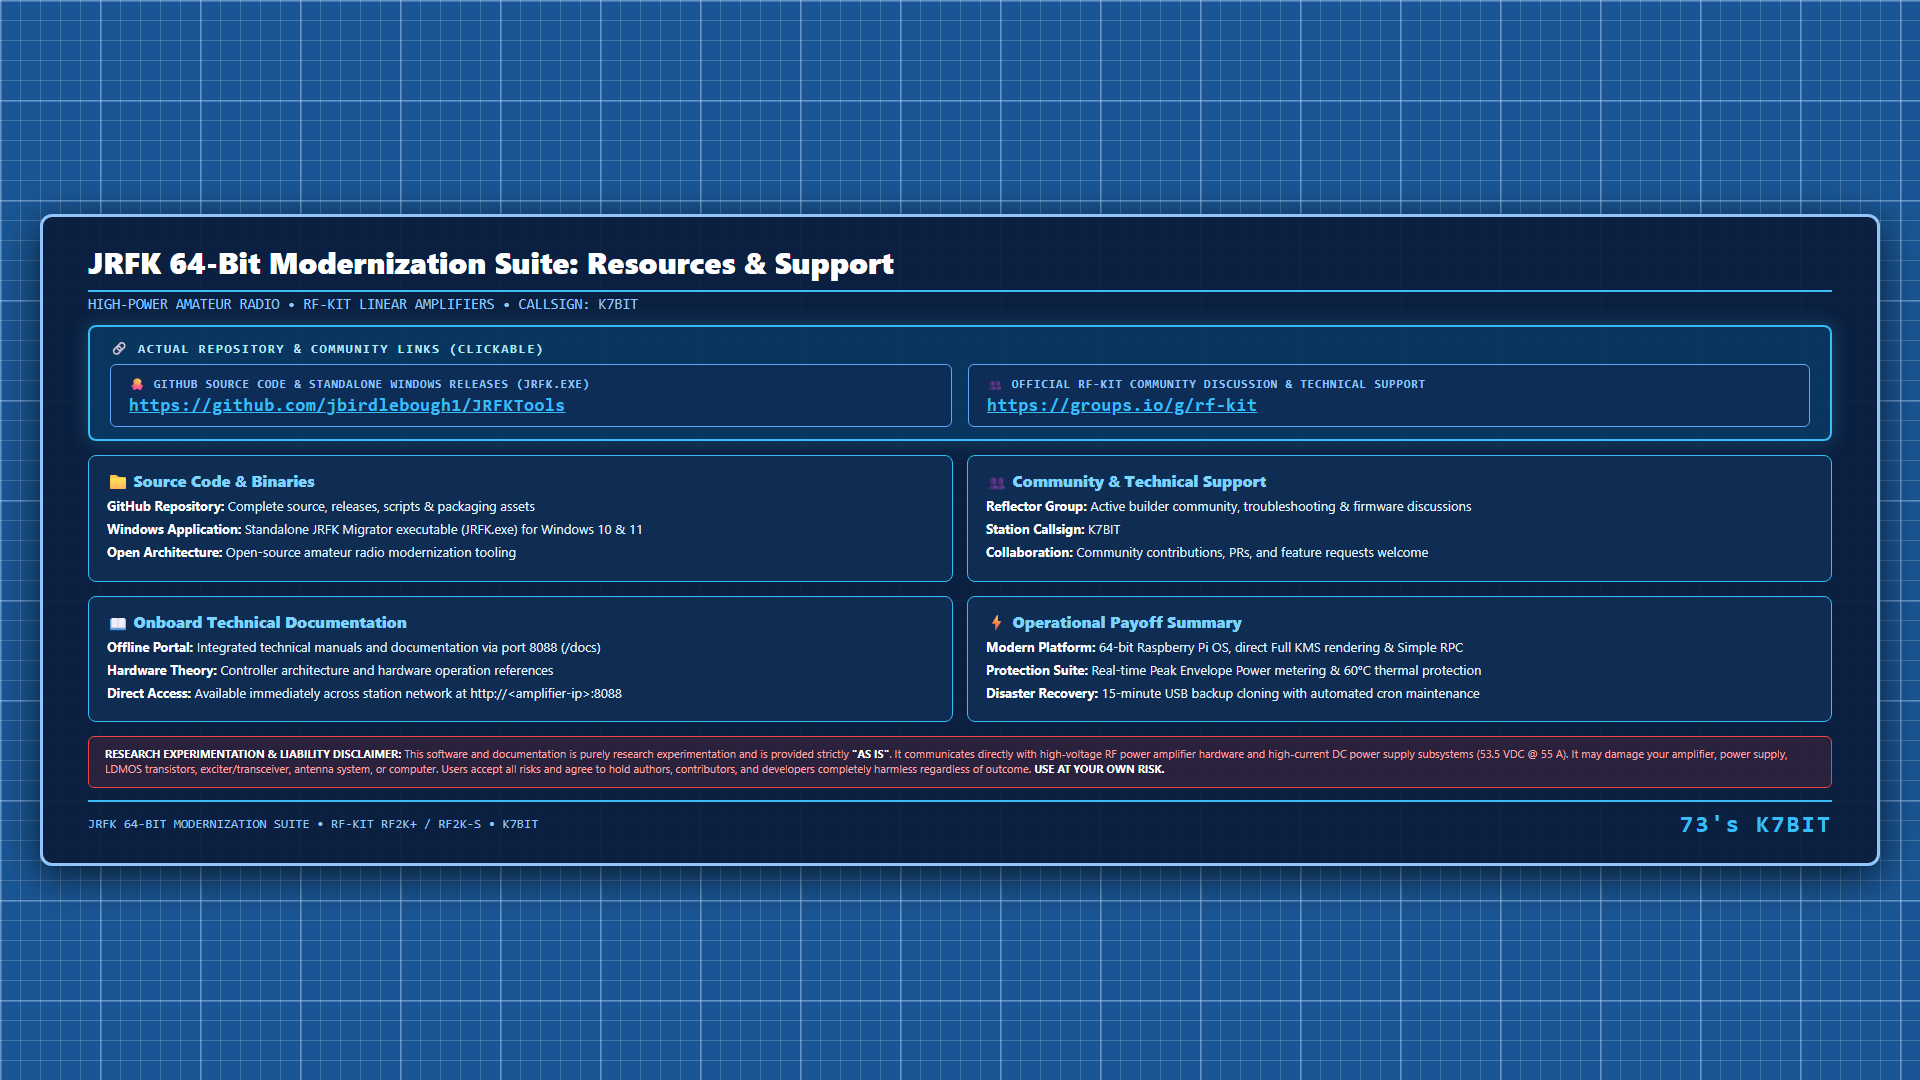 JRFK 64-Bit Modernization Suite: Resources & Support
HIGH-POWER AMATEUR RADIO • RF-KIT LINEAR AMPLIFIERS • CALLSIGN: K7BIT
🔗 ACTUAL REPOSITORY & COMMUNITY LINKS (CLICKABLE)
GITHUB SOURCE CODE & STANDALONE WINDOWS RELEASES (JRFK.EXE)
https://github.com/jbirdlebough1/JRFKTools
👥 OFFICIAL RF-KIT COMMUNITY DISCUSSION & TECHNICAL SUPPORT
https://groups.io/g/rf-kit
📁 Source Code & Binaries
GitHub Repository: Complete source, releases, scripts & packaging assets
Windows Application: Standalone JRFK Migrator executable (JRFK.exe) for Windows 10 & 11
Open Architecture: Open-source amateur radio modernization tooling
👥 Community & Technical Support
Reflector Group: Active builder community, troubleshooting & firmware discussions
Station Callsign: K7BIT
Collaboration: Community contributions, PRs, and feature requests welcome
📖 Onboard Technical Documentation
Offline Portal: Integrated technical manuals and documentation via port 8088 (/docs)
Hardware Theory: Controller architecture and hardware operation references
Direct Access: Available immediately across station network at http://<amplifier-ip>:8088
⚡ Operational Payoff Summary
Modern Platform: 64-bit Raspberry Pi OS, direct Full KMS rendering & Simple RPC
Protection Suite: Real-time Peak Envelope Power metering & 60°C thermal protection
Disaster Recovery: 15-minute USB backup cloning with automated cron maintenance
RESEARCH EXPERIMENTATION & LIABILITY DISCLAIMER: This software and documentation is purely research experimentation and is provided strictly "AS IS". It communicates directly with high-voltage RF power amplifier hardware and high-current DC power supply subsystems (53.5 VDC @ 55 A). It may damage your amplifier, power supply,
LDMOS transistors, exciter/transceiver, antenna system, or computer. Users accept all risks and agree to hold authors, contributors, and developers completely harmless regardless of outcome. USE AT YOUR OWN RISK.
JRFK 64-BIT MODERNIZATION SUITE • RF-KIT RF2K+ / RF2K-S • K7BIT
73's K7BIT